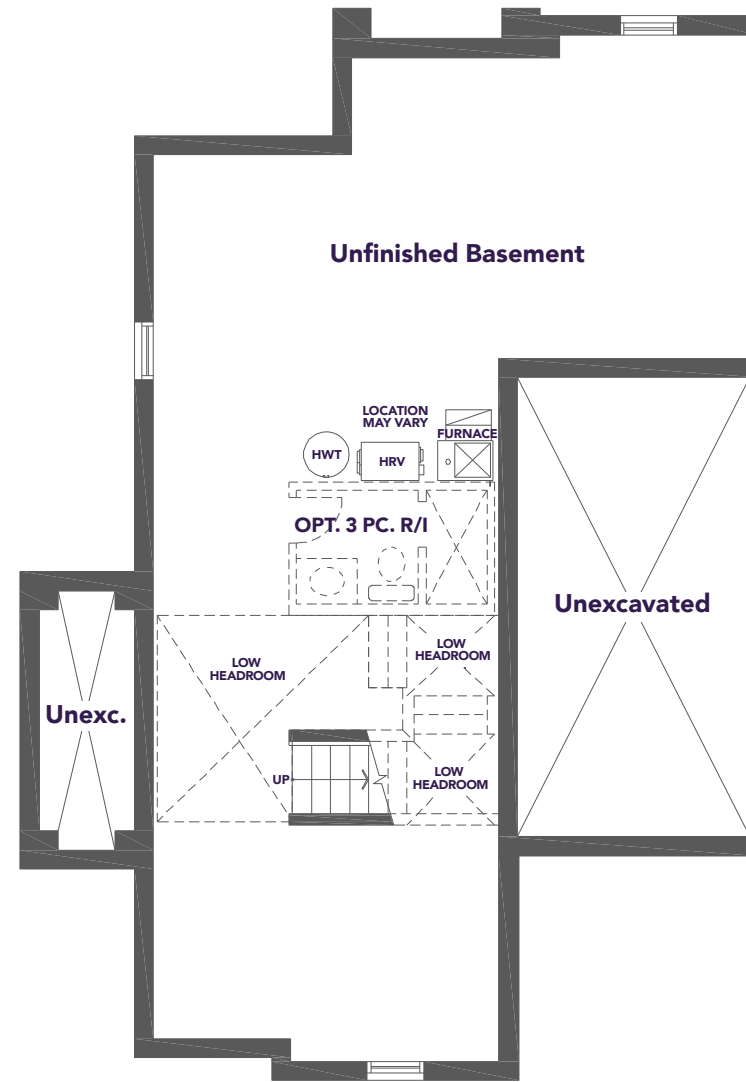 Unfinished Basement
LOCATION
MAY VARY
FURNACE
HWT
HRV
OPT. 3 PC. R/I
Unexcavated
LOW
HEADROOM
LOW
HEADROOM
Unexc.
UP
LOW
HEADROOM